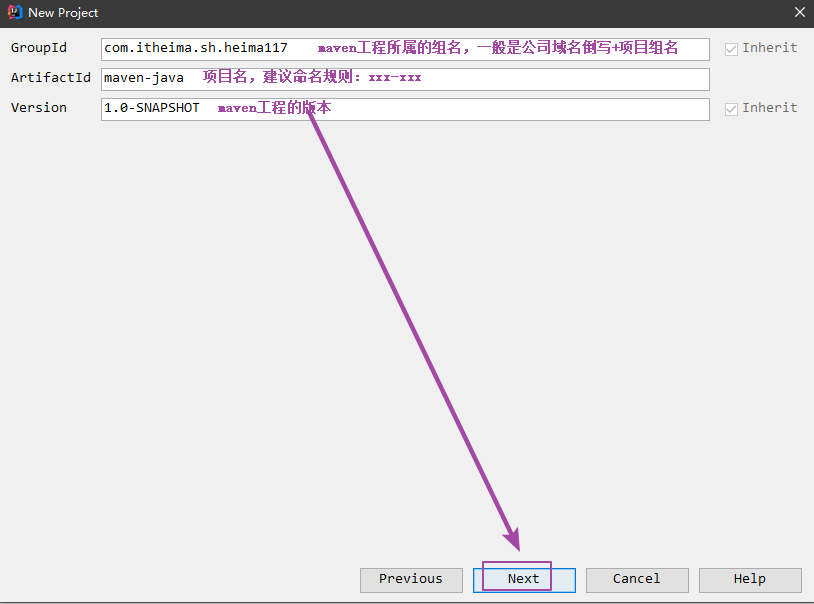 New Project
GroupId com.itheima.sh.heima117 maven工程所属的组名，一般是公司域名倒写+项目组名 Inherit
ArtifactId maven-java 项目名，建议命名规则：xxx-xxx
Version 1.0-SNAPSHOT maven工程的版本 Inherit
Previous Next Cancel Help